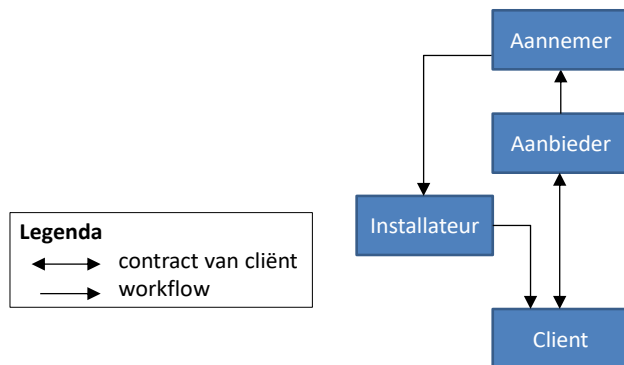 Aannemer
Aanbieder
Installateur
Legenda
contract van cliënt
workflow
Client